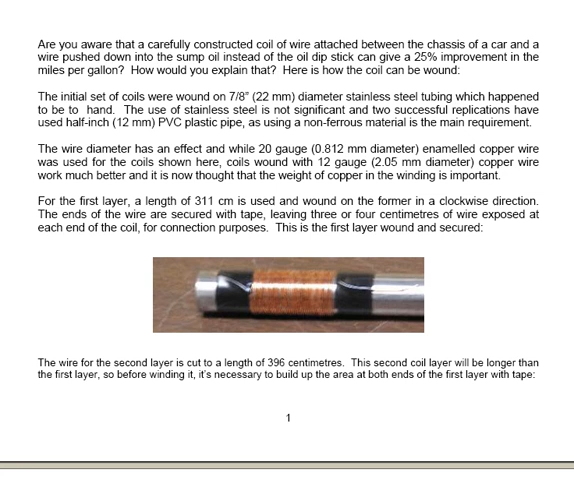 Are you aware that a carefully constructed coil of wire attached between the chassis of a car and a
wire pushed down into the sump oil instead of the oil dip stick can give a 25% improvement in the
miles per gallon? How would you explain that? Here is how the coil can be wound:
The initial set of coils were wound on 7/8" (22 mm) diameter stainless steel tubing which happened
to be to hand. The use of stainless steel is not significant and two successful replications have
used half-inch (12 mm) PVC plastic pipe, as using a non-ferrous material is the main requirement.
The wire diameter has an effect and while 20 gauge (0.812 mm diameter) enamelled copper wire
was used for the coils shown here, coils wound with 12 gauge (2.05 mm diameter) copper wire
work much better and it is now thought that the weight of copper in the winding is important.
For the first layer, a length of 311 cm is used and wound on the former in a clockwise direction.
The ends of the wire are secured with tape, leaving three or four centimetres of wire exposed at
each end of the coil, for connection purposes. This is the first layer wound and secured:
The wire for the second layer is cut to a length of 396 centimetres. This second coil layer will be longer than
the first layer, so before winding it, it's necessary to build up the area at both ends of the first layer with tape:
1